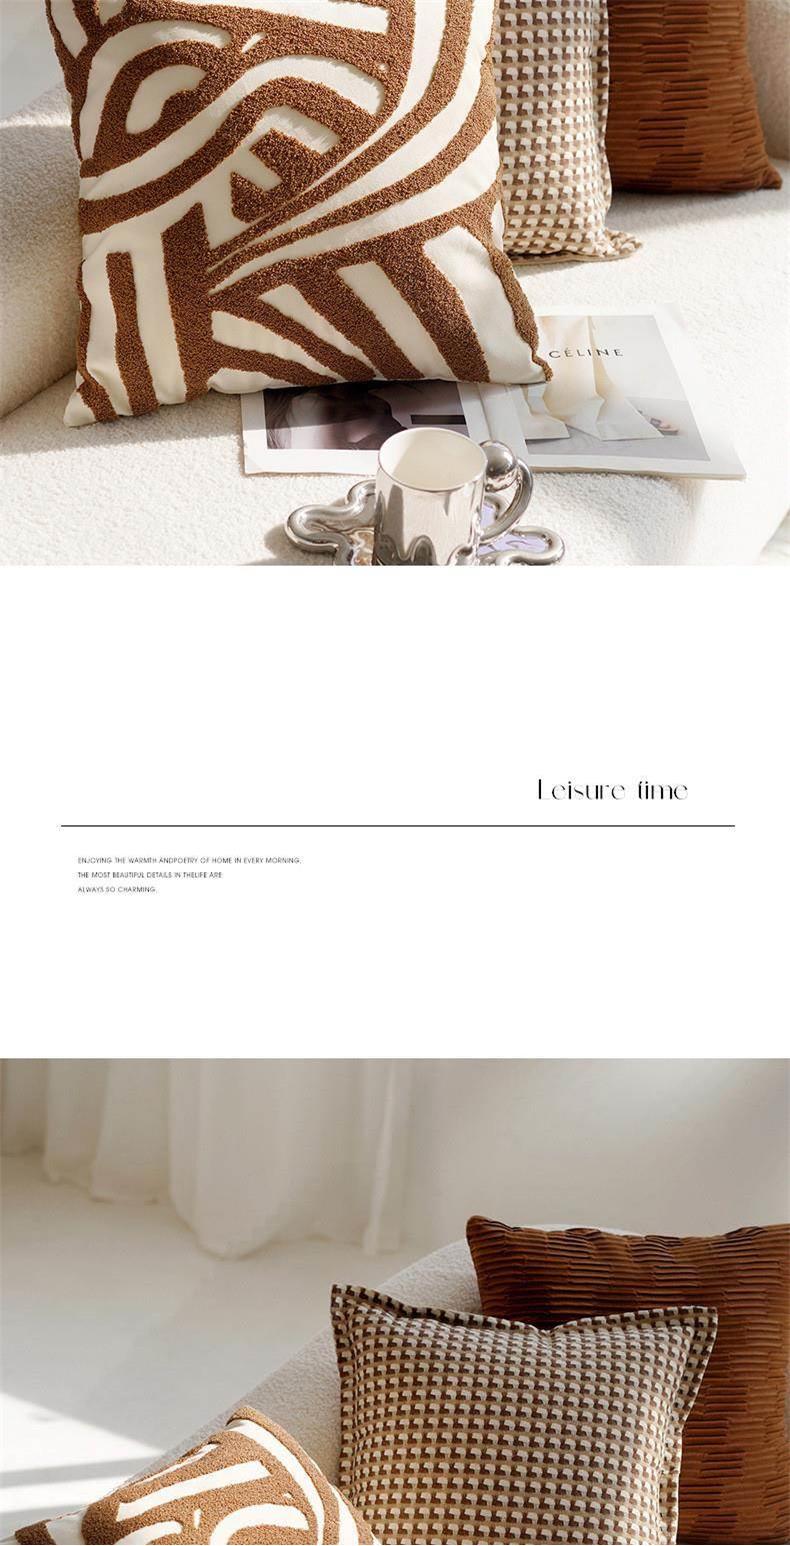 CÉLINE
Leisure time
ENJOYING THE WARMTH ANDPOETRY OF HOME IN EVERY MORNING,
THE MOST BEAUTIFUL DETAILS IN THELIFE ARE
ALWAYS SO CHARMING.